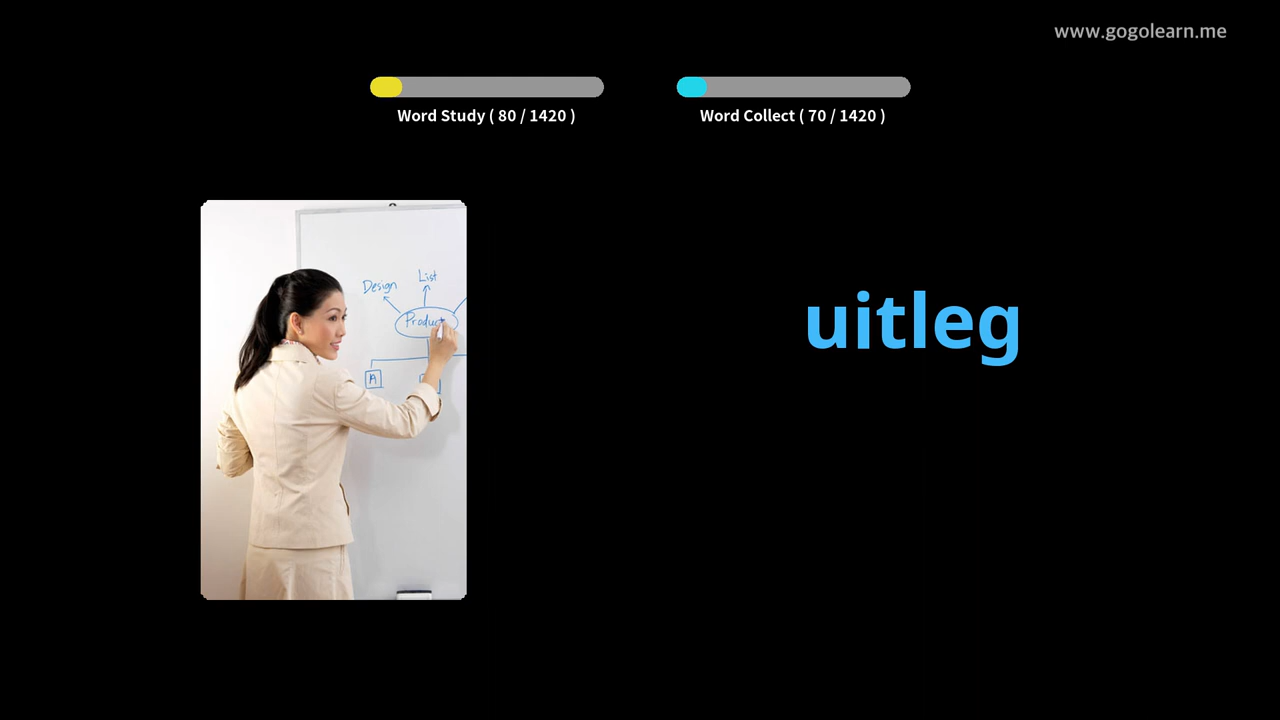 www.gogolearn.me
Word Study ( 80 / 1420 )
Word Collect ( 70 / 1420 )
List
Design
Product
A
uitleg